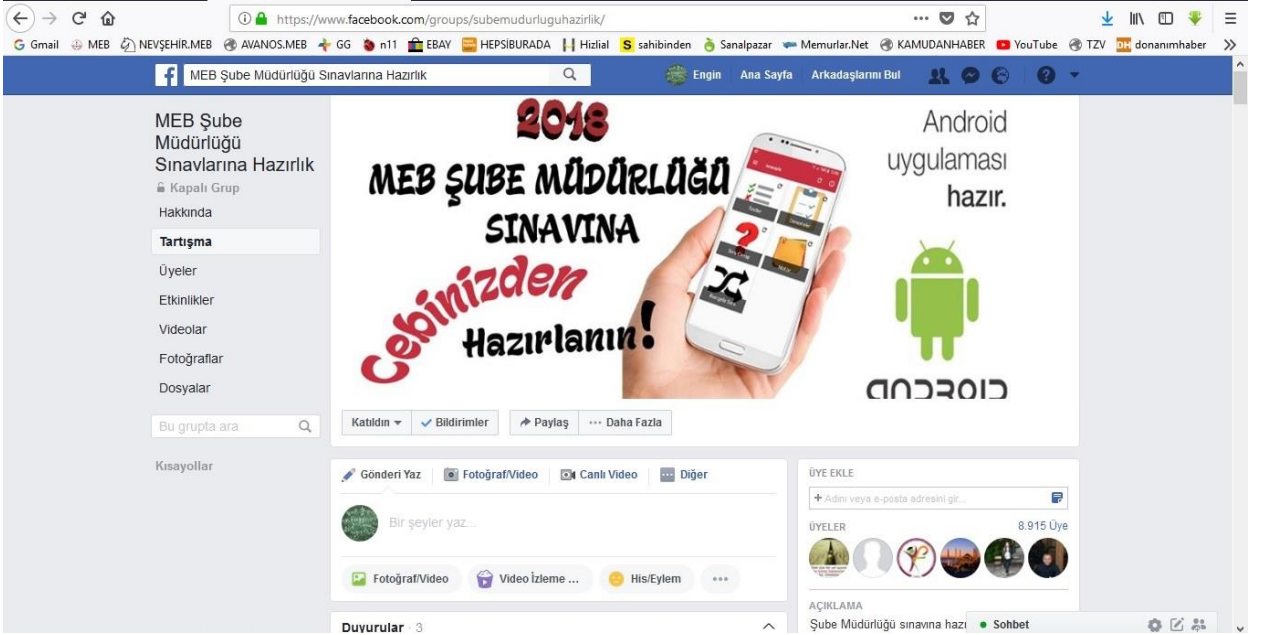 https://www.facebook.com/groups/subemudurluguhazirlik/
Gmail MEB NEVŞEHİR.MEB AVANOS.MEB GG n11 EBAY HEPSİBURADA Hizlial sahibinden Sanalpazar Memurlar.Net KAMUDANHABER YouTube TZV donanımhaber
MEB Şube Müdürlüğü Sınavlarına Hazırlık
Engin Ana Sayfa Arkadaşlarını Bul
MEB Şube
Müdürlüğü
Sınavlarına Hazırlık
Kapalı Grup
Hakkında
Tartışma
Üyeler
Etkinlikler
Videolar
Fotoğraflar
Dosyalar
Bu grupta ara
Kısayollar
2018
MEB ŞUBE MÜDÜRLÜĞÜ
SINAVINA
Cebinizden
Hazırlanın!
Android
uygulaması
hazır.
ANDROID
Katıldın Bildirimler Paylaş ··· Daha Fazla
Gönderi Yaz Fotoğraf/Video Canlı Video Diğer
Bir şeyler yaz...
Fotoğraf/Video Video İzleme ... His/Eylem
Duyurular · 3
ÜYE EKLE
+ Adını veya e-posta adresini gir...
ÜYELER 8.915 Üye
AÇIKLAMA
Şube Müdürlüğü sınavına hazı
Sohbet